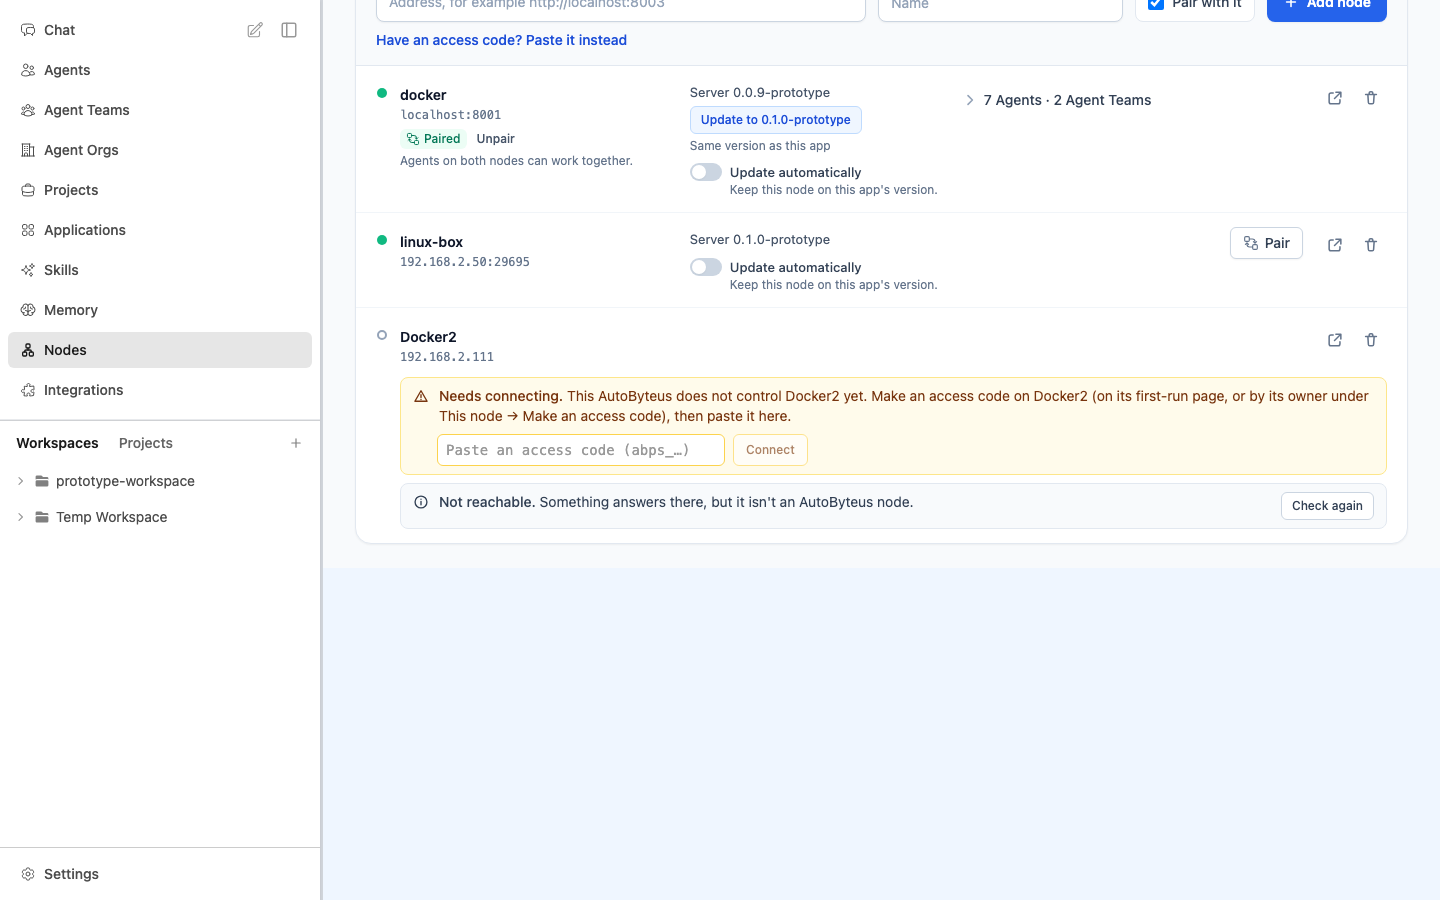 Chat
Agents
Agent Teams
Agent Orgs
Projects
Applications
Skills
Memory
Nodes
Integrations
Workspaces Projects
prototype-workspace
Temp Workspace
Settings
Address, for example http://localhost:8003
Name
Pair with it
+ Add node
Have an access code? Paste it instead
docker
localhost:8001
Paired Unpair
Agents on both nodes can work together.
Server 0.0.9-prototype
Update to 0.1.0-prototype
Same version as this app
Update automatically
Keep this node on this app's version.
7 Agents · 2 Agent Teams
linux-box
192.168.2.50:29695
Server 0.1.0-prototype
Update automatically
Keep this node on this app's version.
Pair
Docker2
192.168.2.111
Needs connecting. This AutoByteus does not control Docker2 yet. Make an access code on Docker2 (on its first-run page, or by its owner under
This node → Make an access code), then paste it here.
Paste an access code (abps_…)
Connect
Not reachable. Something answers there, but it isn't an AutoByteus node.
Check again